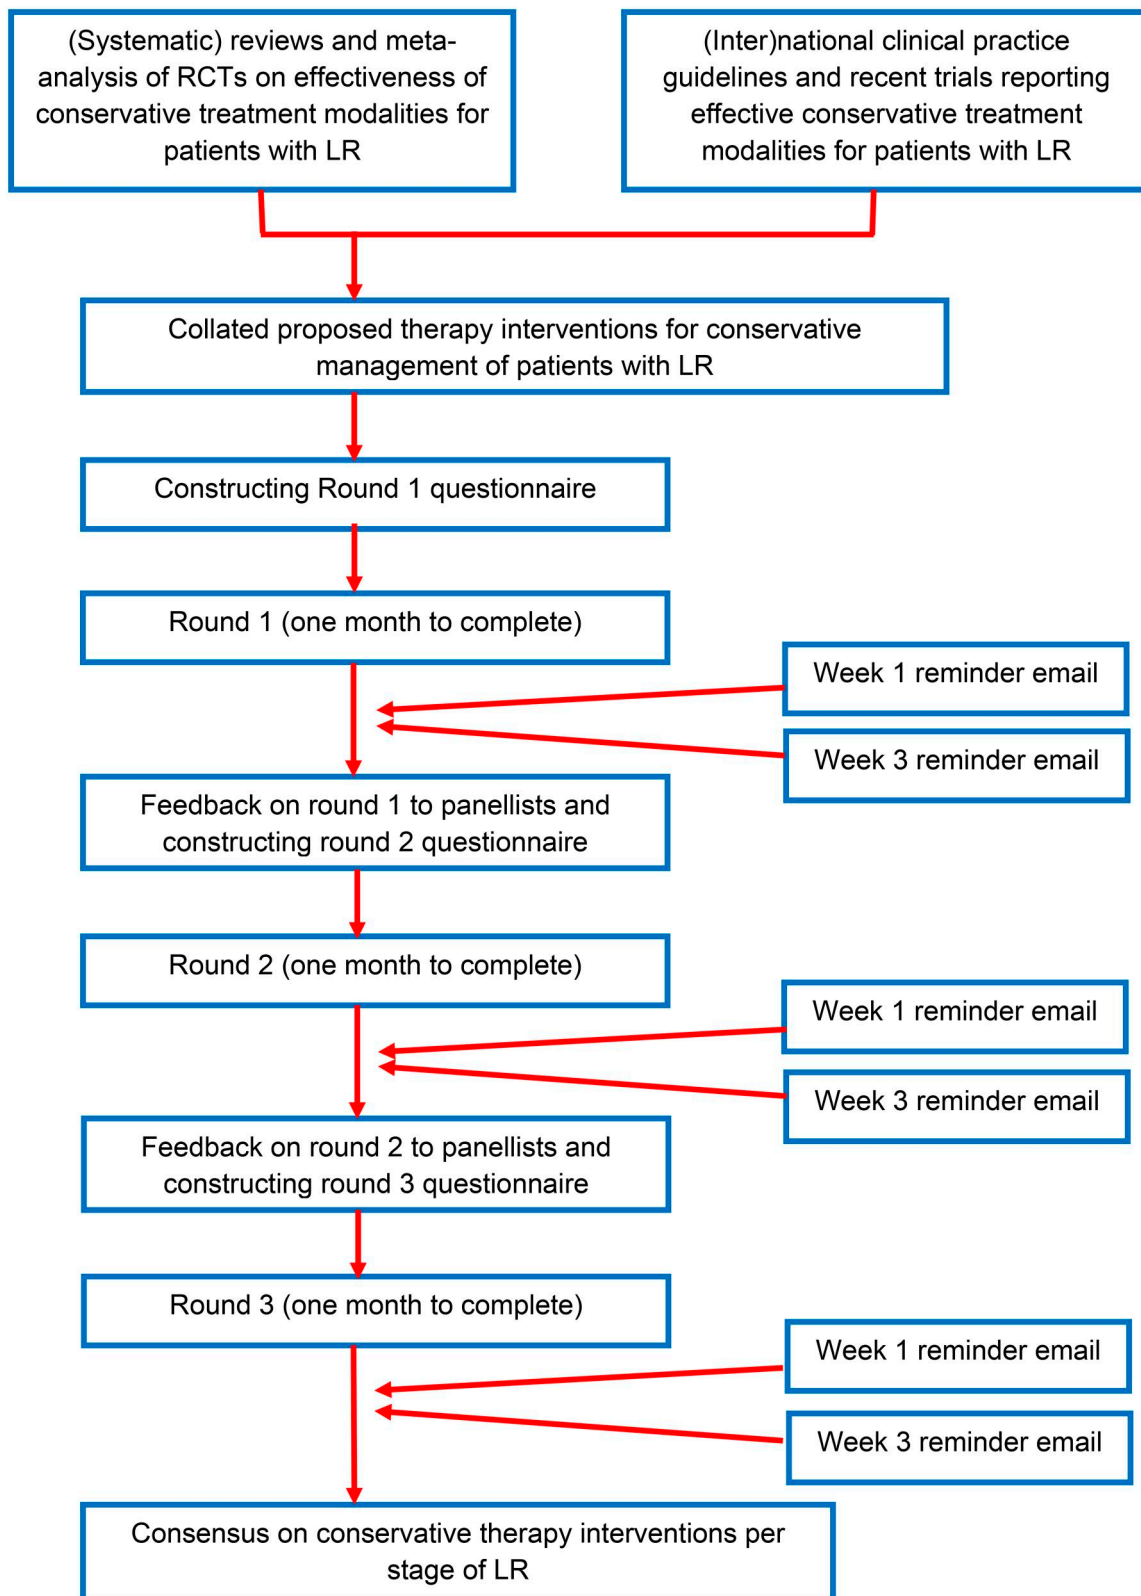 (Systematic) reviews and meta-
analysis of RCTs on effectiveness of
conservative treatment modalities for
patients with LR
(Inter)national clinical practice
guidelines and recent trials reporting
effective conservative treatment
modalities for patients with LR
Collated proposed therapy interventions for conservative
management of patients with LR
Constructing Round 1 questionnaire
Round 1 (one month to complete)
Week 1 reminder email
Week 3 reminder email
Feedback on round 1 to panellists and
constructing round 2 questionnaire
Round 2 (one month to complete)
Week 1 reminder email
Week 3 reminder email
Feedback on round 2 to panellists and
constructing round 3 questionnaire
Round 3 (one month to complete)
Week 1 reminder email
Week 3 reminder email
Consensus on conservative therapy interventions per
stage of LR